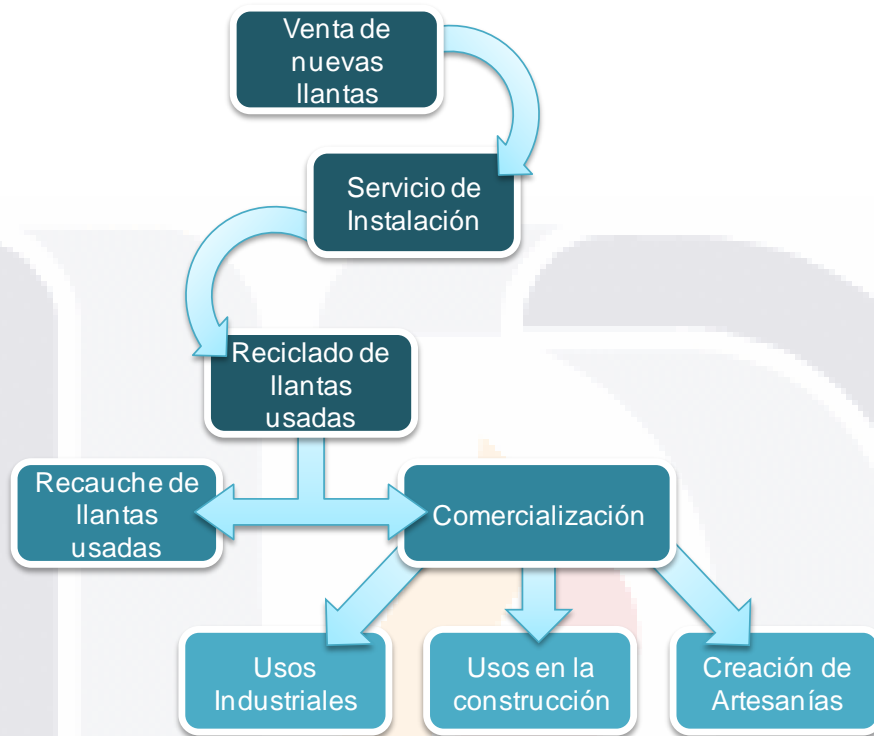 Venta de
nuevas
llantas
Servicio de
Instalación
Reciclado de
llantas
usadas
Recauche de
llantas
usadas
Comercialización
Usos
Industriales
Usos en la
construcción
Creación de
Artesanías